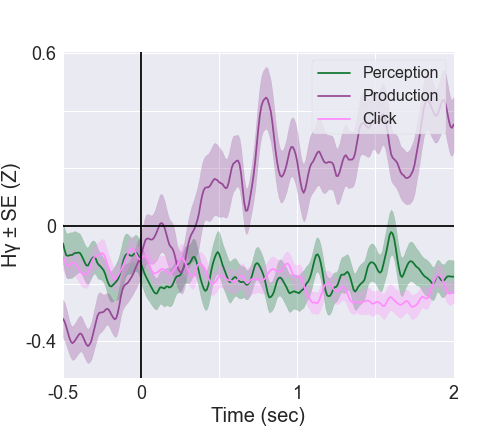 0.6
Perception
Production
Click
0
-0.4
Hγ ± SE (Z)
-0.5
0
1
2
Time (sec)